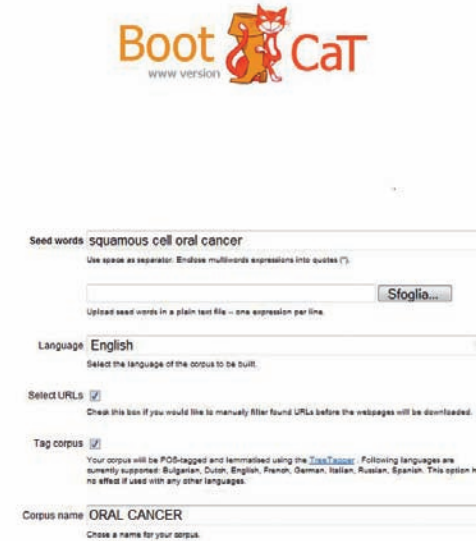 Boot CaT
www version
Seed words squamous cell oral cancer
Use space as separator. Enclose multiwords expressions into quotes (").
Sfoglia...
Upload seed words in a plain text file – one expression per line.
Language English
Select the language of the corpus to be built.
Select URLs
Check this box if you would like to manualy filter found URLs before the webpages will be downloaded.
Tag corpus
Your corpus will be POS-tagged and lemmatised using the TreeTagger . Following languages are
currently supported: Bulgarian, Dutch, English, French, German, Italian, Russian, Spanish. This option h
no effect if used with any other languages.
Corpus name ORAL CANCER
Chose a name for your corpus.